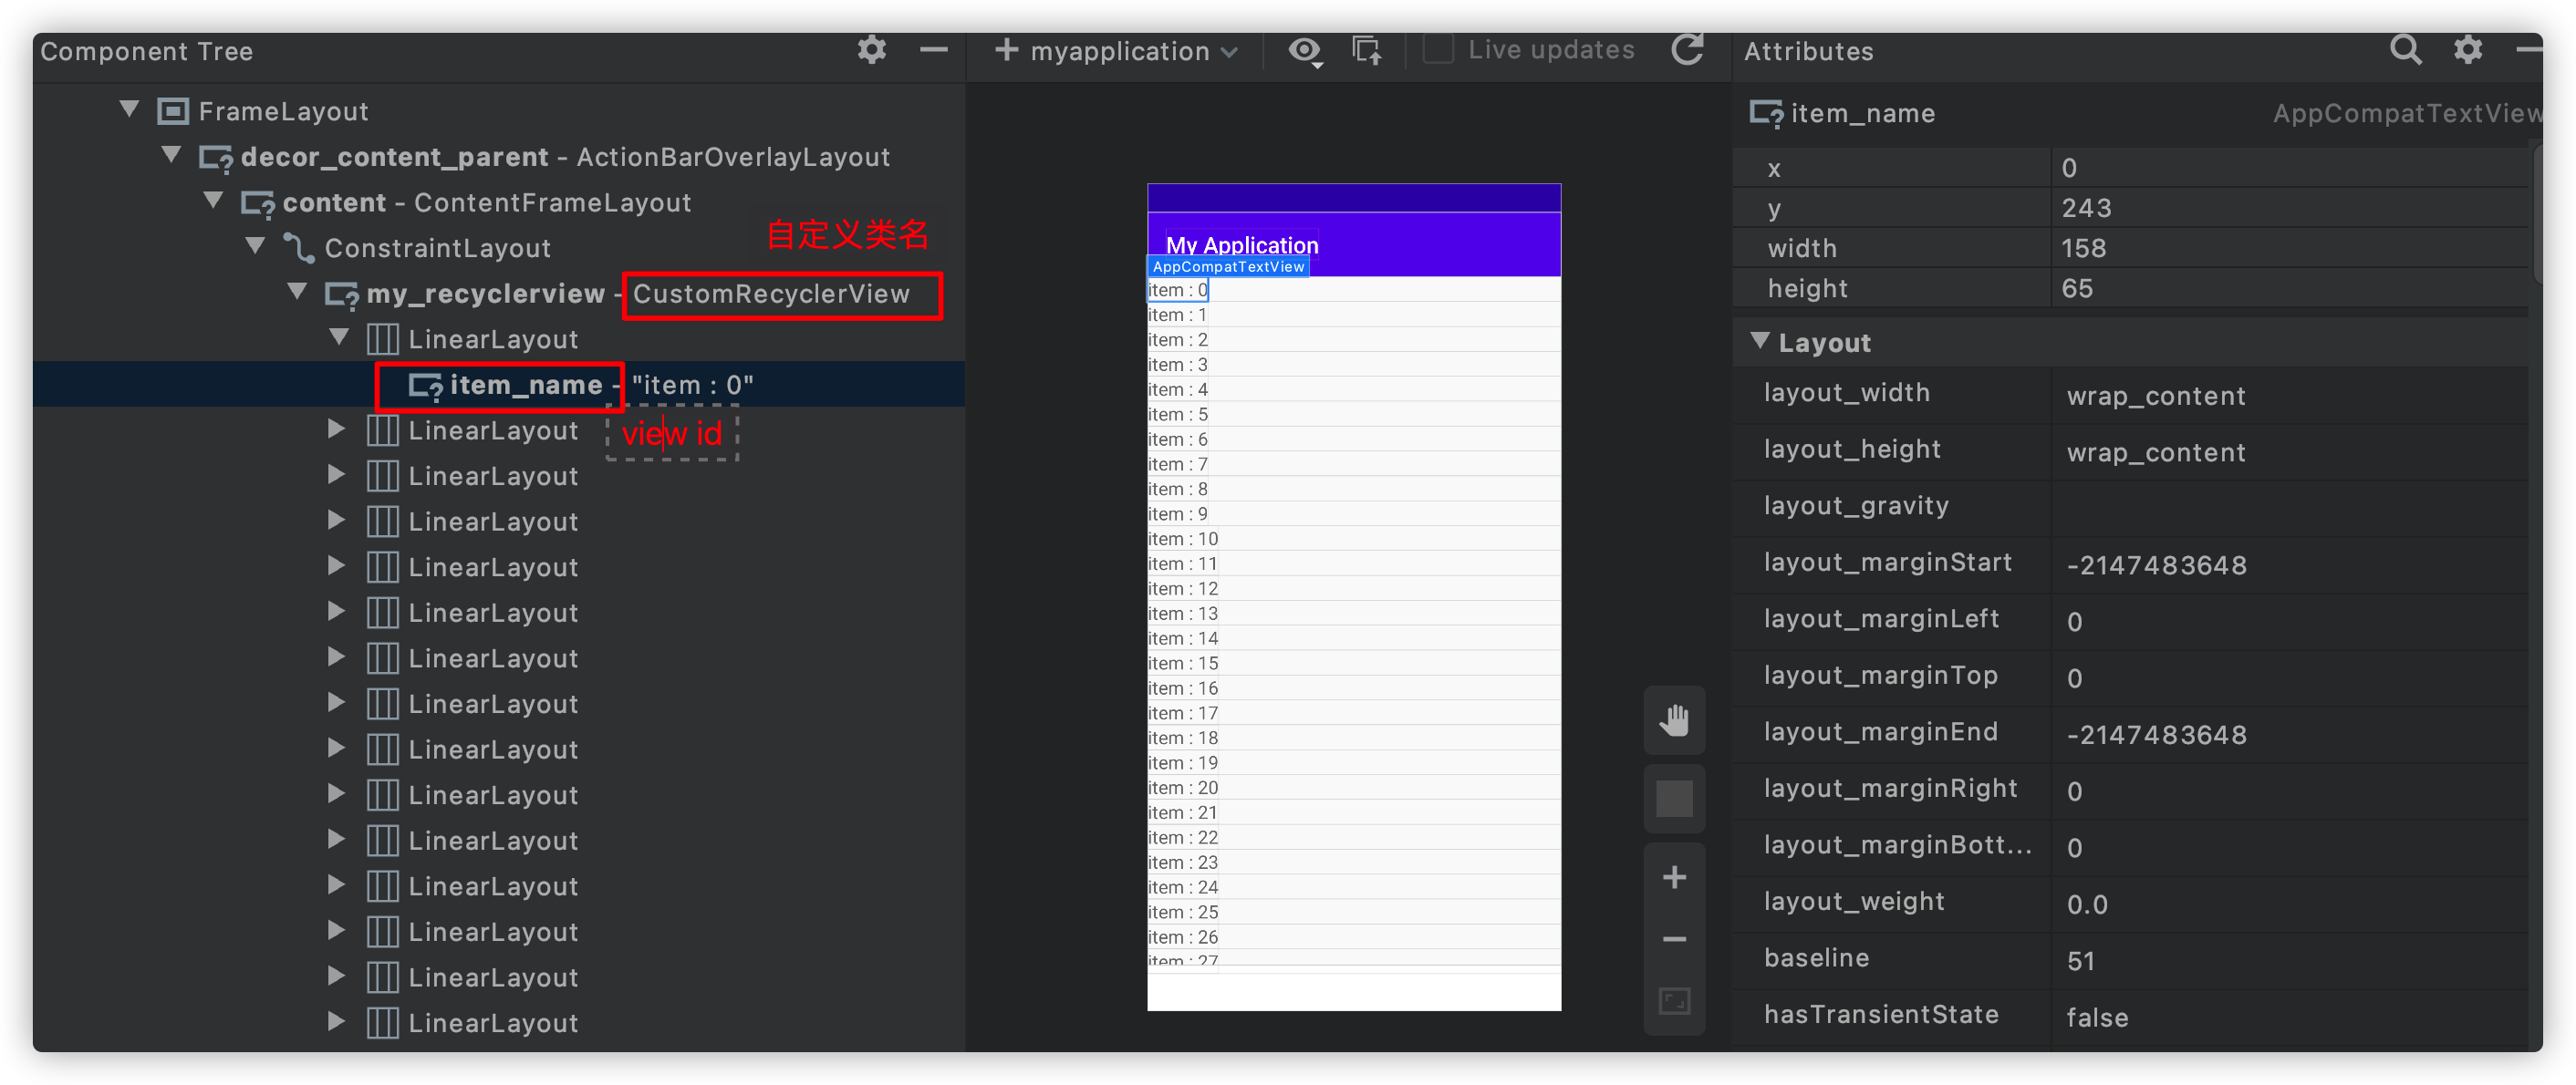 Component Tree
FrameLayout
decor_content_parent - ActionBarOverlayLayout
content - ContentFrameLayout
自定义类名
ConstraintLayout
my_recyclerview - CustomRecyclerView
LinearLayout
item_name - "item : 0"
LinearLayout
view id
LinearLayout
LinearLayout
LinearLayout
LinearLayout
LinearLayout
LinearLayout
LinearLayout
LinearLayout
LinearLayout
LinearLayout
LinearLayout
LinearLayout
LinearLayout
myapplication
Live updates
My Application
AppCompatTextView
item : 0
item : 1
item : 2
item : 3
item : 4
item : 5
item : 6
item : 7
item : 8
item : 9
item : 10
item : 11
item : 12
item : 13
item : 14
item : 15
item : 16
item : 17
item : 18
item : 19
item : 20
item : 21
item : 22
item : 23
item : 24
item : 25
item : 26
item : 27
Attributes
item_name AppCompatTextView
x 0
y 243
width 158
height 65
Layout
layout_width wrap_content
layout_height wrap_content
layout_gravity
layout_marginStart -2147483648
layout_marginLeft 0
layout_marginTop 0
layout_marginEnd -2147483648
layout_marginRight 0
layout_marginBott... 0
layout_weight 0.0
baseline 51
hasTransientState false